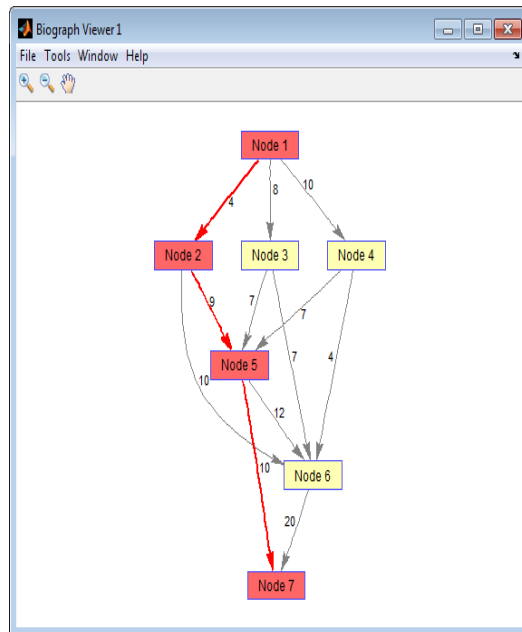 Biograph Viewer 1
File Tools Window Help
Node 1
4
8
10
Node 2
Node 3
Node 4
9
7
7
7
4
Node 5
10
12
10
Node 6
20
Node 7